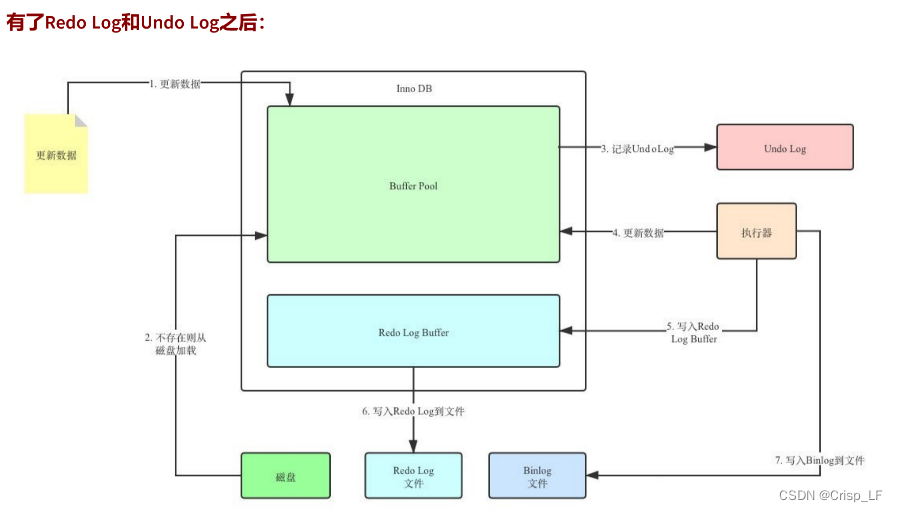 有了Redo Log和Undo Log之后：
1. 更新数据
Inno DB
更新数据
Buffer Pool
3. 记录UndoLog
Undo Log
4. 更新数据
执行器
2. 不存在则从
磁盘加载
Redo Log Buffer
5. 写入Redo
Log Buffer
6. 写入Redo Log到文件
7. 写入Binlog到文件
磁盘
Redo Log
文件
Binlog
文件
CSDN @Crisp_LF